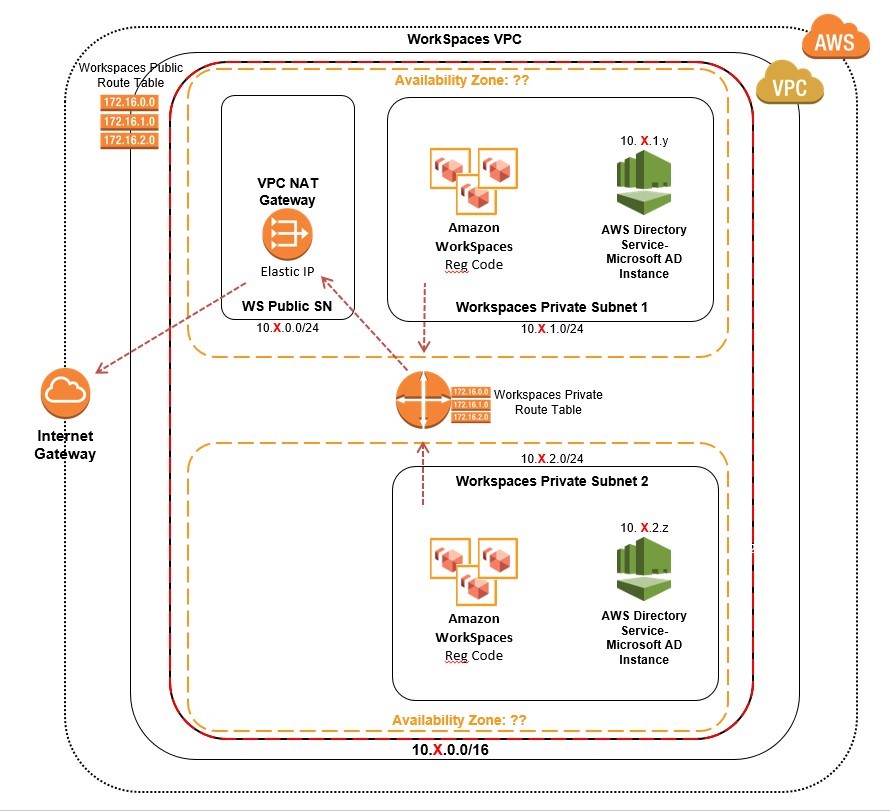 WorkSpaces VPC
AWS
Workspaces Public
Route Table
172.16.0.0
172.16.1.0
172.16.2.0
VPC
Availability Zone: ??
VPC NAT
Gateway
Elastic IP
WS Public SN
10.X.0.0/24
Amazon
WorkSpaces
Reg Code
10. X.1.y
AWS Directory
Service-
Microsoft AD
Instance
Workspaces Private Subnet 1
10.X.1.0/24
Internet
Gateway
172.16.0.0
172.16.1.0
172.16.2.0
Workspaces Private
Route Table
10.X.2.0/24
Workspaces Private Subnet 2
Amazon
WorkSpaces
Reg Code
10. X.2.z
AWS Directory
Service-
Microsoft AD
Instance
Availability Zone: ??
10.X.0.0/16